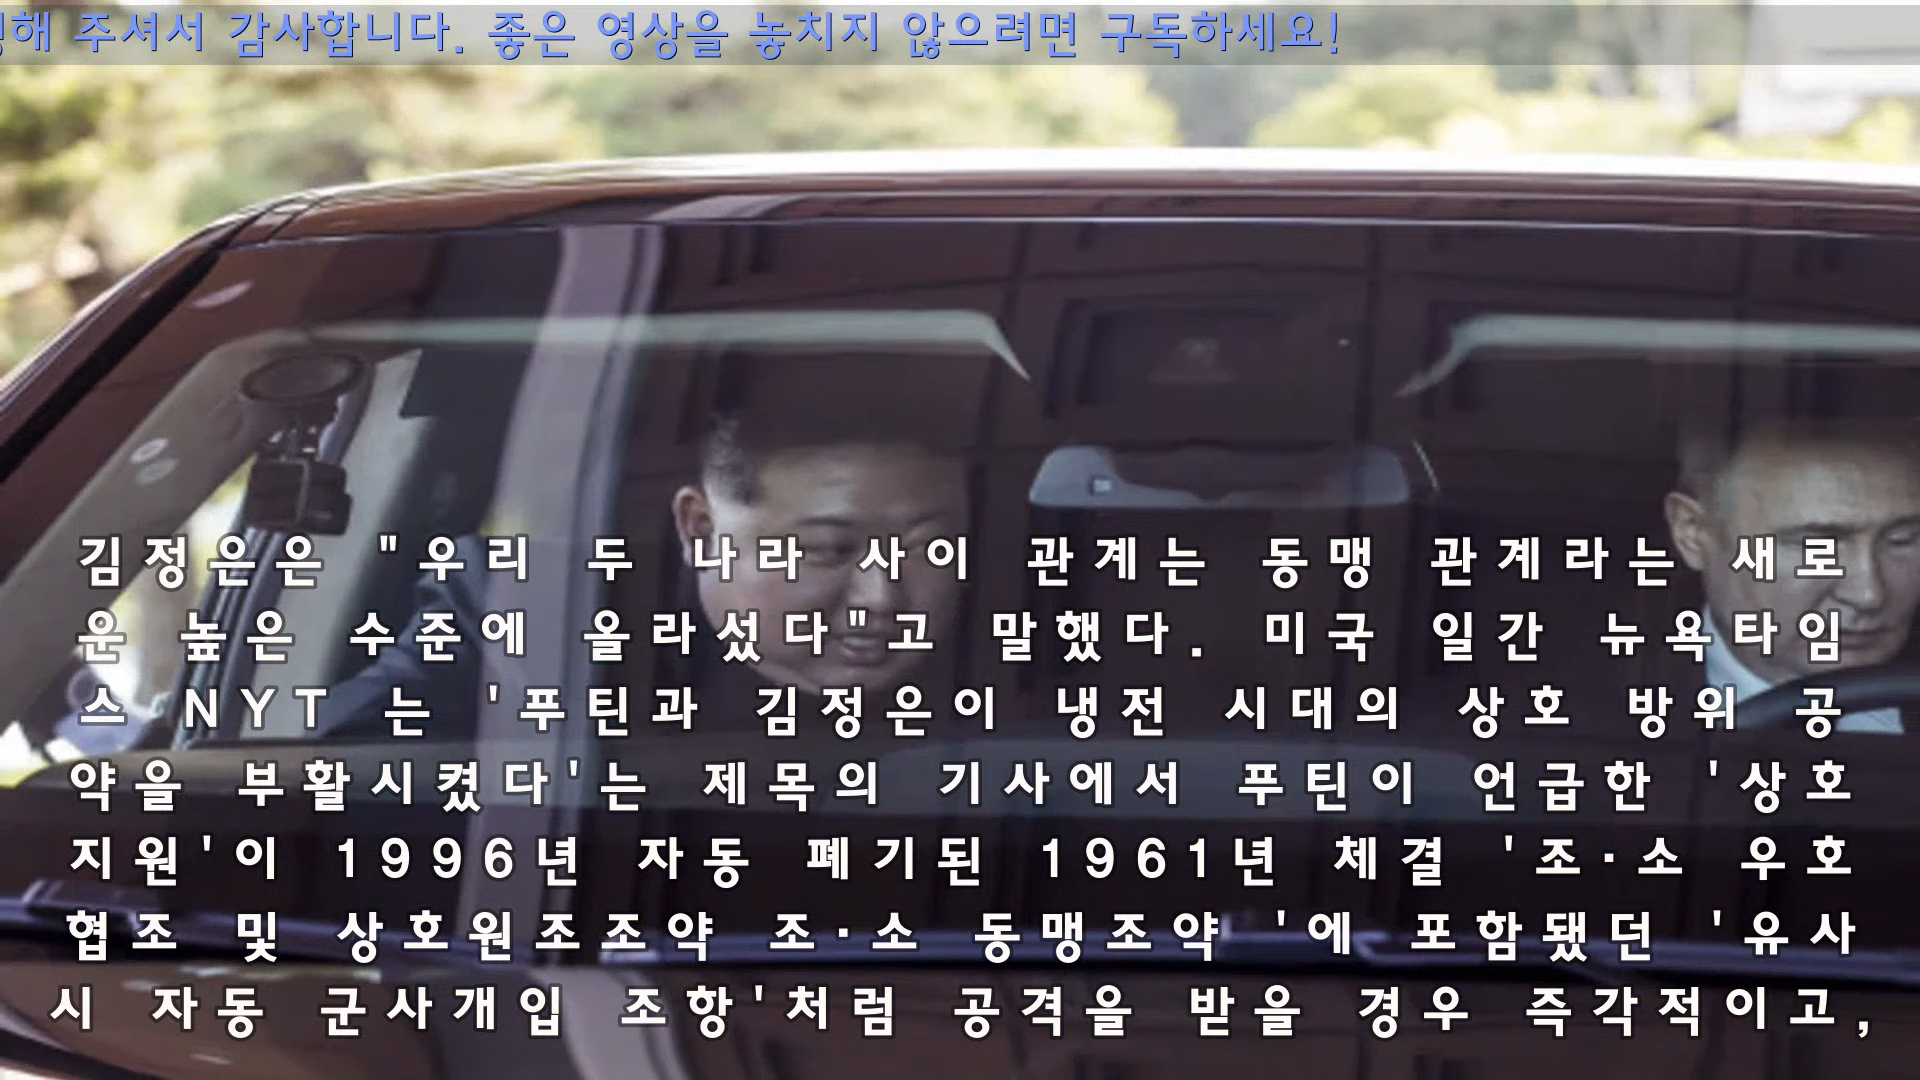 해 주셔서 감사합니다. 좋은 영상을 놓치지 않으려면 구독하세요!
김정은은 "우리 두 나라 사이 관계는 동맹 관계라는 새로
운 높은 수준에 올라섰다"고 말했다. 미국 일간 뉴욕타임
스 NYT 는 '푸틴과 김정은이 냉전 시대의 상호 방위 공
약을 부활시켰다'는 제목의 기사에서 푸틴이 언급한 '상호
지원'이 1996년 자동 폐기된 1961년 체결 '조·소 우호
협조 및 상호원조조약 조·소 동맹조약 '에 포함됐던 '유사
시 자동 군사개입 조항'처럼 공격을 받을 경우 즉각적이고,